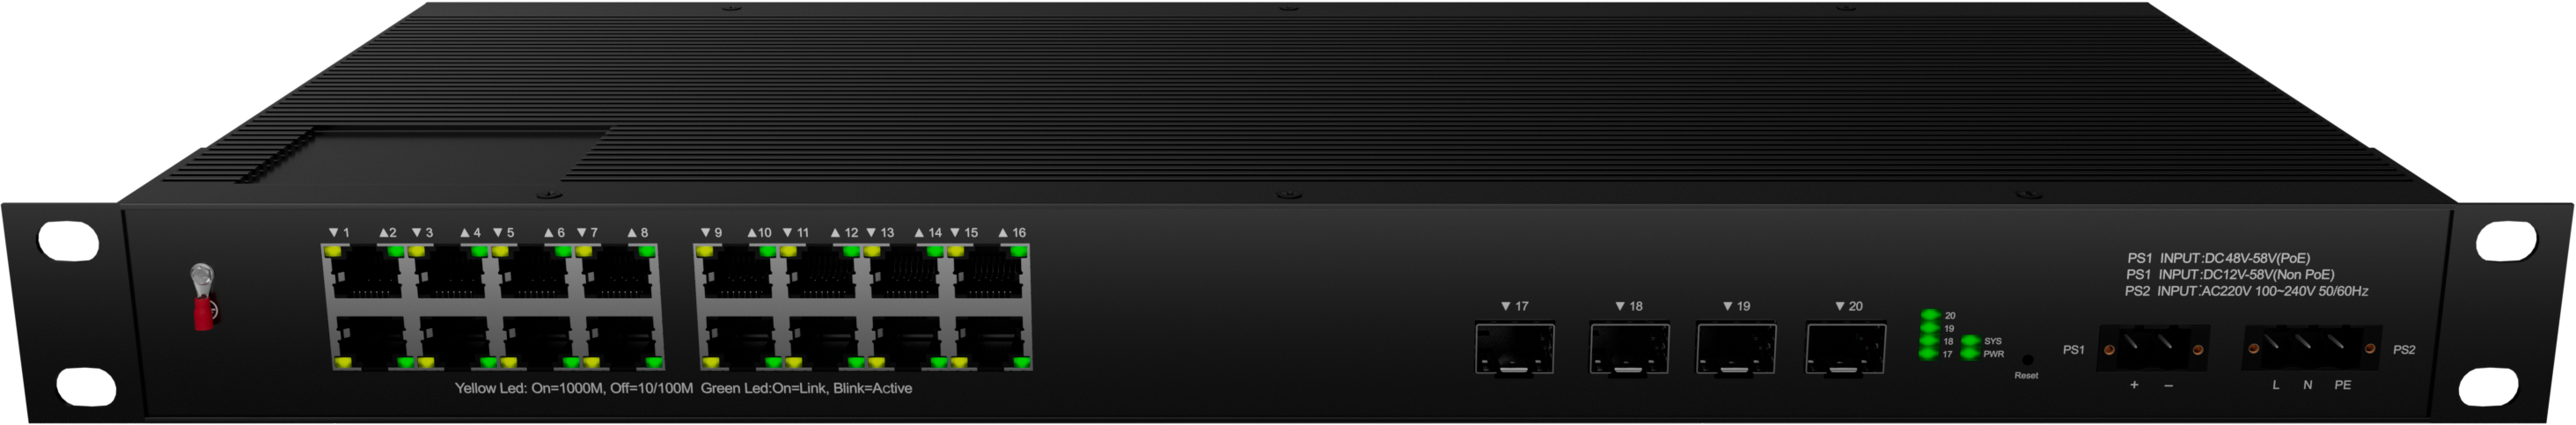 ▼ 1 ▲2 ▼ 3 ▲ 4 ▼ 5 ▲ 6 ▼ 7 ▲ 8 ▼ 9 ▲10 ▼ 11 ▲ 12 ▼ 13 ▲ 14 ▼ 15 ▲ 16
Yellow Led: On=1000M, Off=10/100M Green Led:On=Link, Blink=Active
▼ 17 ▼ 18 ▼ 19 ▼ 20
20
19
18 SYS
17 PWR
Reset
PS1 INPUT:DC48V-58V(PoE)
PS1 INPUT:DC12V-58V(Non PoE)
PS2 INPUT:AC220V 100~240V 50/60Hz
PS1
+ −
PS2
L N PE